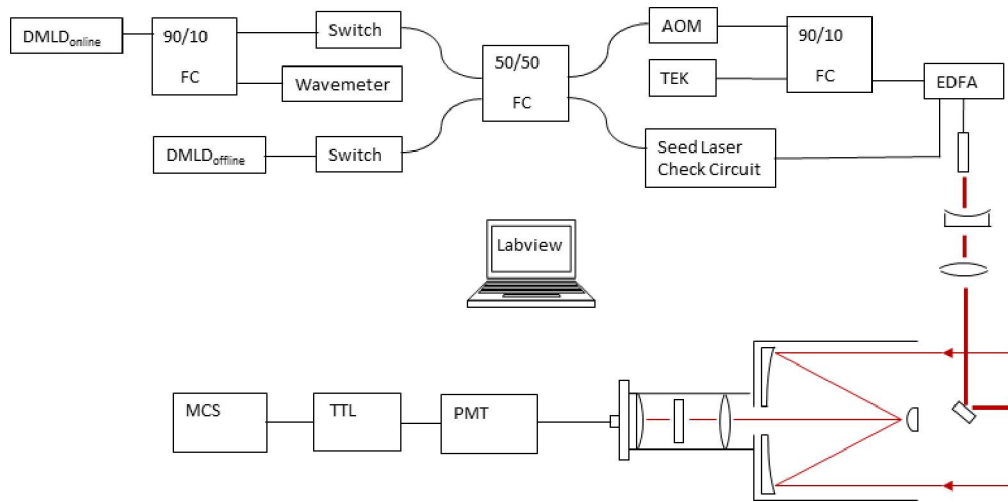 DMLDonline
90/10
FC
Switch
Wavemeter
DMLDoffline
Switch
50/50
FC
AOM
TEK
90/10
FC
EDFA
Seed Laser
Check Circuit
Labview
MCS
TTL
PMT